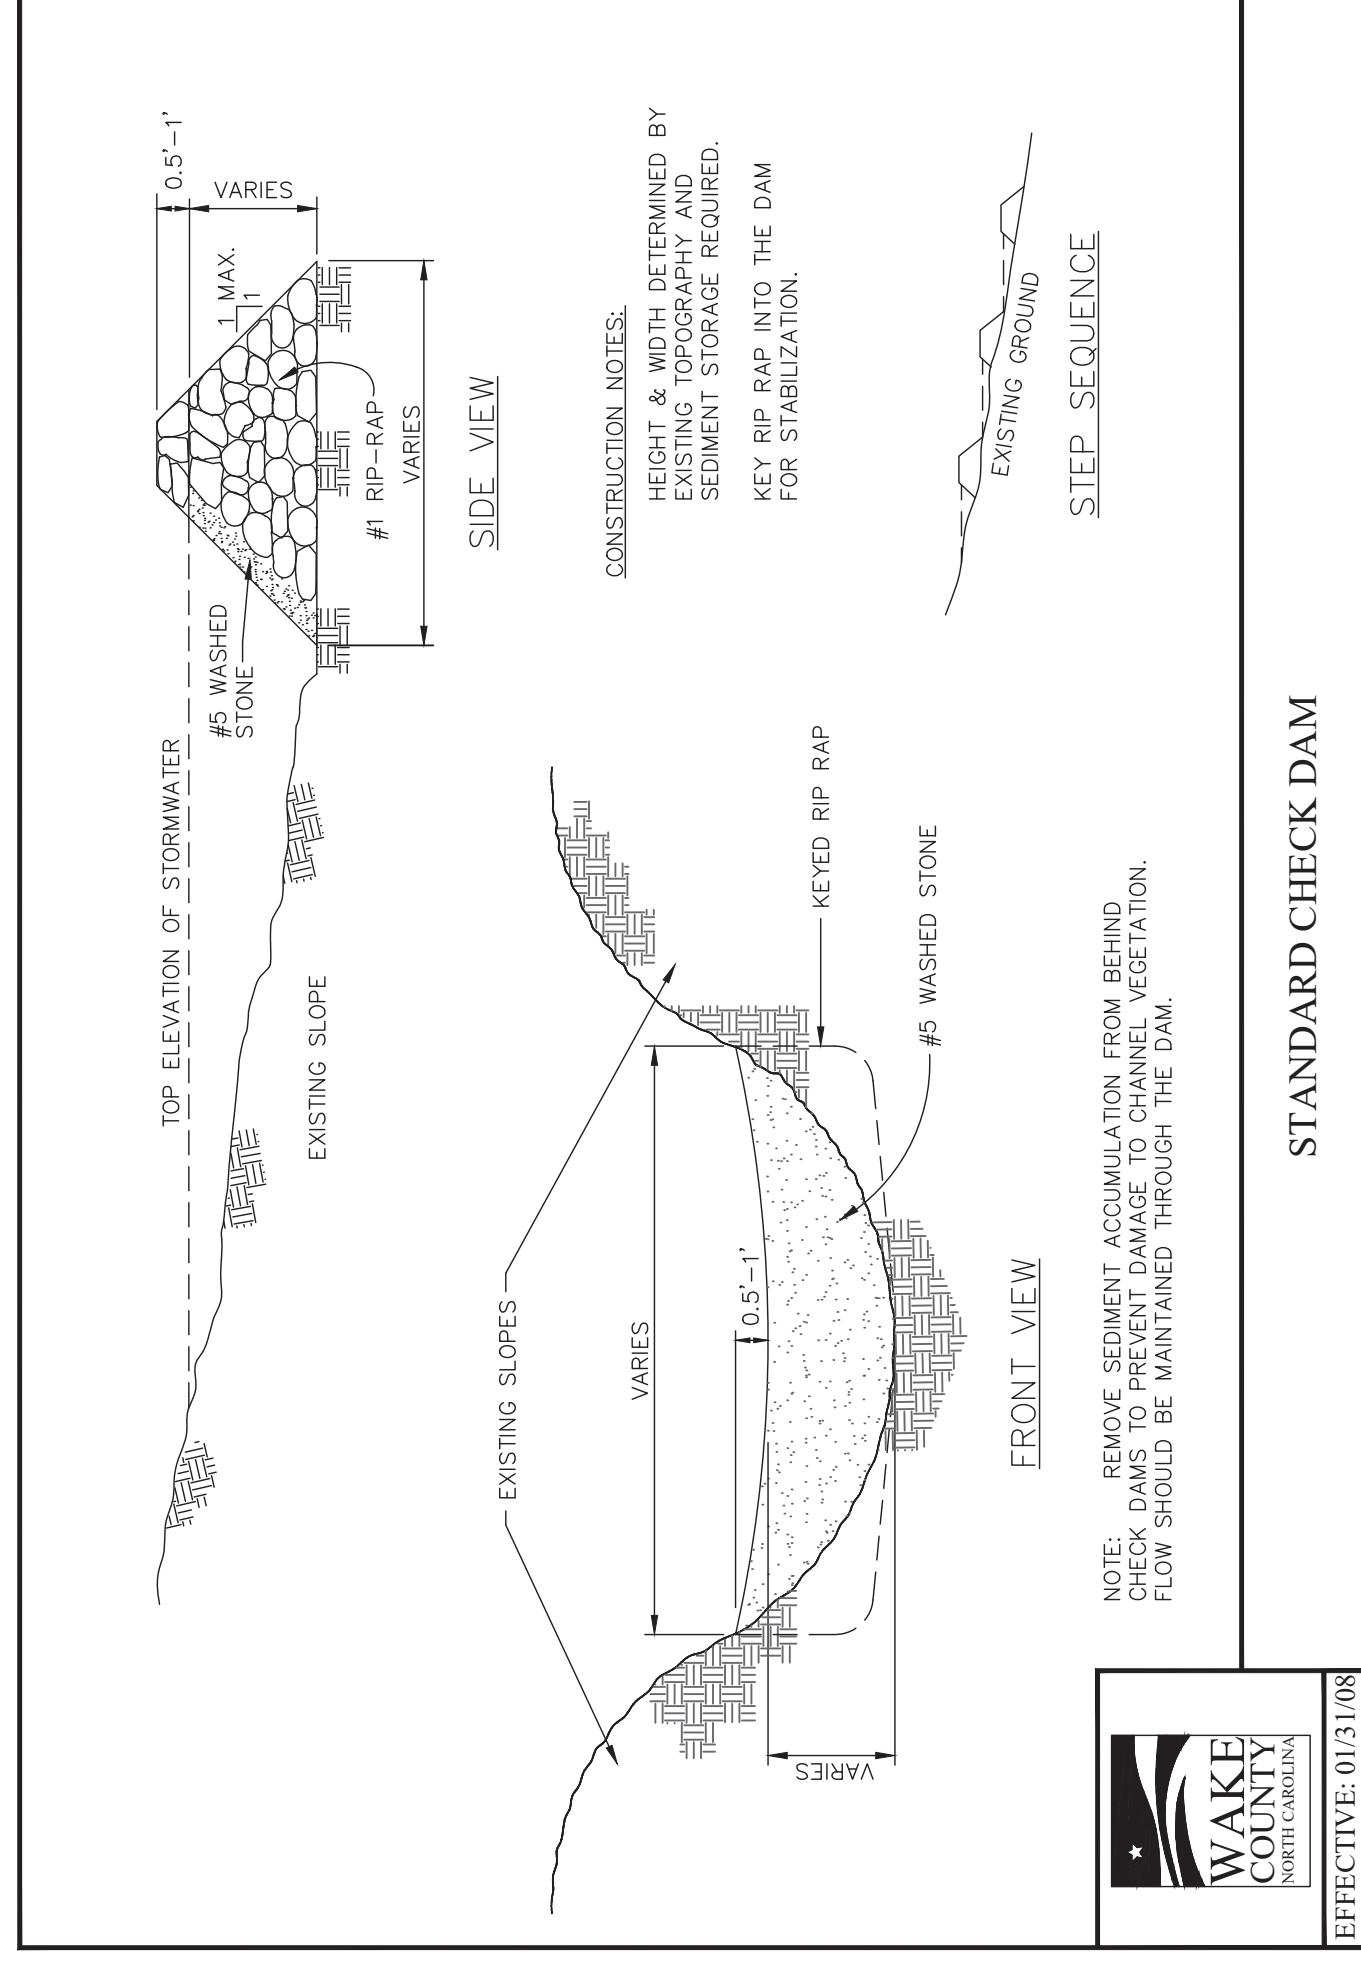 TOP ELEVATION OF STORMWATER
0.5'-1'
VARIES
1 MAX.
1
#5 WASHED
STONE
EXISTING SLOPE
#1 RIP-RAP
VARIES
SIDE VIEW
EXISTING SLOPES
VARIES
0.5'-1'
VARIES
KEYED RIP RAP
#5 WASHED STONE
FRONT VIEW
CONSTRUCTION NOTES:
HEIGHT & WIDTH DETERMINED BY
EXISTING TOPOGRAPHY AND
SEDIMENT STORAGE REQUIRED.
KEY RIP RAP INTO THE DAM
FOR STABILIZATION.
EXISTING GROUND
STEP SEQUENCE
NOTE: REMOVE SEDIMENT ACCUMULATION FROM BEHIND
CHECK DAMS TO PREVENT DAMAGE TO CHANNEL VEGETATION.
FLOW SHOULD BE MAINTAINED THROUGH THE DAM.
WAKE
COUNTY
NORTH CAROLINA
EFFECTIVE: 01/31/08
STANDARD CHECK DAM